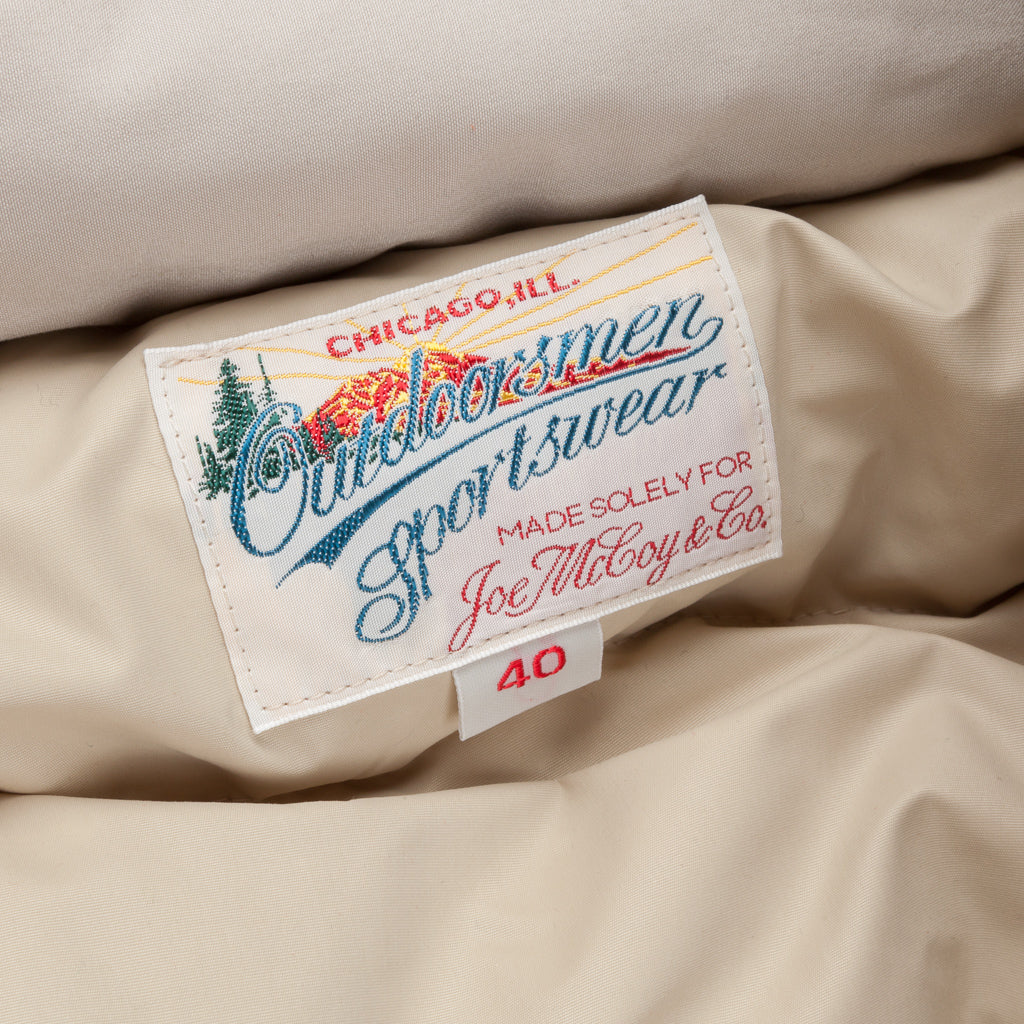 CHICAGO, ILL.
Outdoorsmen
Sportswear
MADE SOLELY FOR
Joe McCoy & Co.
40